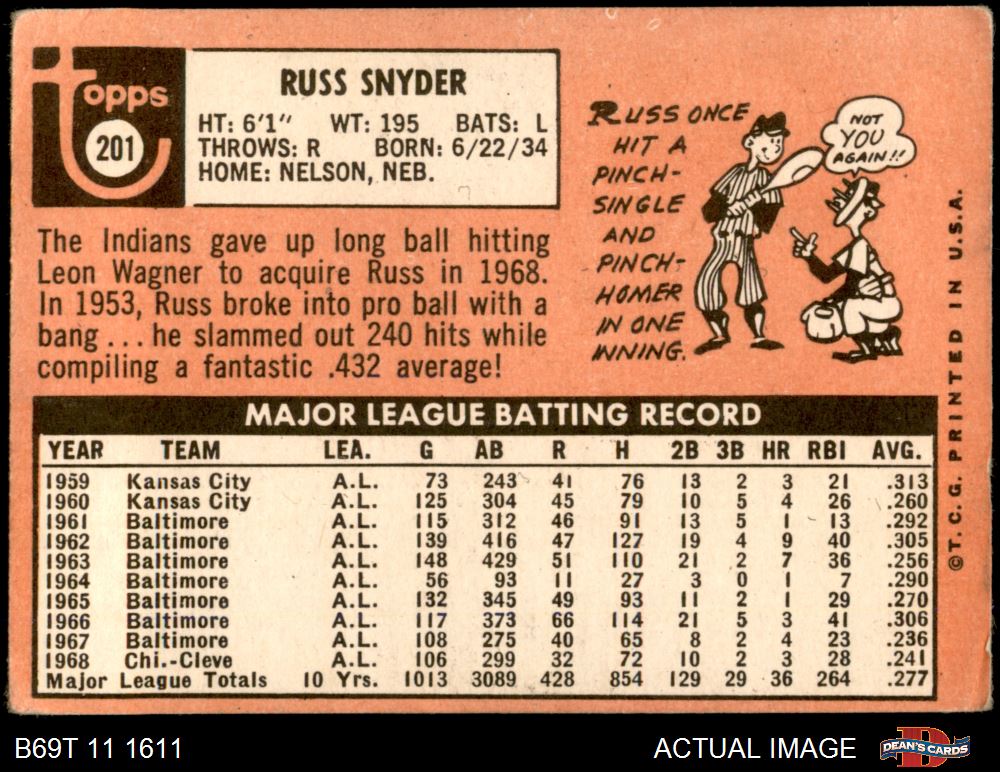 topps
201
RUSS SNYDER
HT: 6'1" WT: 195 BATS: L
THROWS: R BORN: 6/22/34
HOME: NELSON, NEB.
The Indians gave up long ball hitting
Leon Wagner to acquire Russ in 1968.
In 1953, Russ broke into pro ball with a
bang...he slammed out 240 hits while
compiling a fantastic .432 average!
RUSS ONCE
HIT A
PINCH-
SINGLE
AND
PINCH-
HOMER
IN ONE
INNING.
NOT
YOU
AGAIN!!
©T.C.G. PRINTED IN U.S.A.
MAJOR LEAGUE BATTING RECORD
YEAR TEAM LEA. G AB R H 2B 3B HR RBI AVG.
1959 Kansas City A.L. 73 243 41 76 13 2 3 21 .313
1960 Kansas City A.L. 125 304 45 79 10 5 4 26 .260
1961 Baltimore A.L. 115 312 46 91 13 5 1 13 .292
1962 Baltimore A.L. 139 416 47 127 19 4 9 40 .305
1963 Baltimore A.L. 148 429 51 110 21 2 7 36 .256
1964 Baltimore A.L. 56 93 11 27 3 0 1 7 .290
1965 Baltimore A.L. 132 345 49 93 11 2 1 29 .270
1966 Baltimore A.L. 117 373 66 114 21 5 3 41 .306
1967 Baltimore A.L. 108 275 40 65 8 2 4 23 .236
1968 Chi.-Cleve A.L. 106 299 32 72 10 2 3 28 .241
Major League Totals 10 Yrs. 1013 3089 428 854 129 29 36 264 .277
B69T 11 1611
ACTUAL IMAGE
DEAN'S CARDS